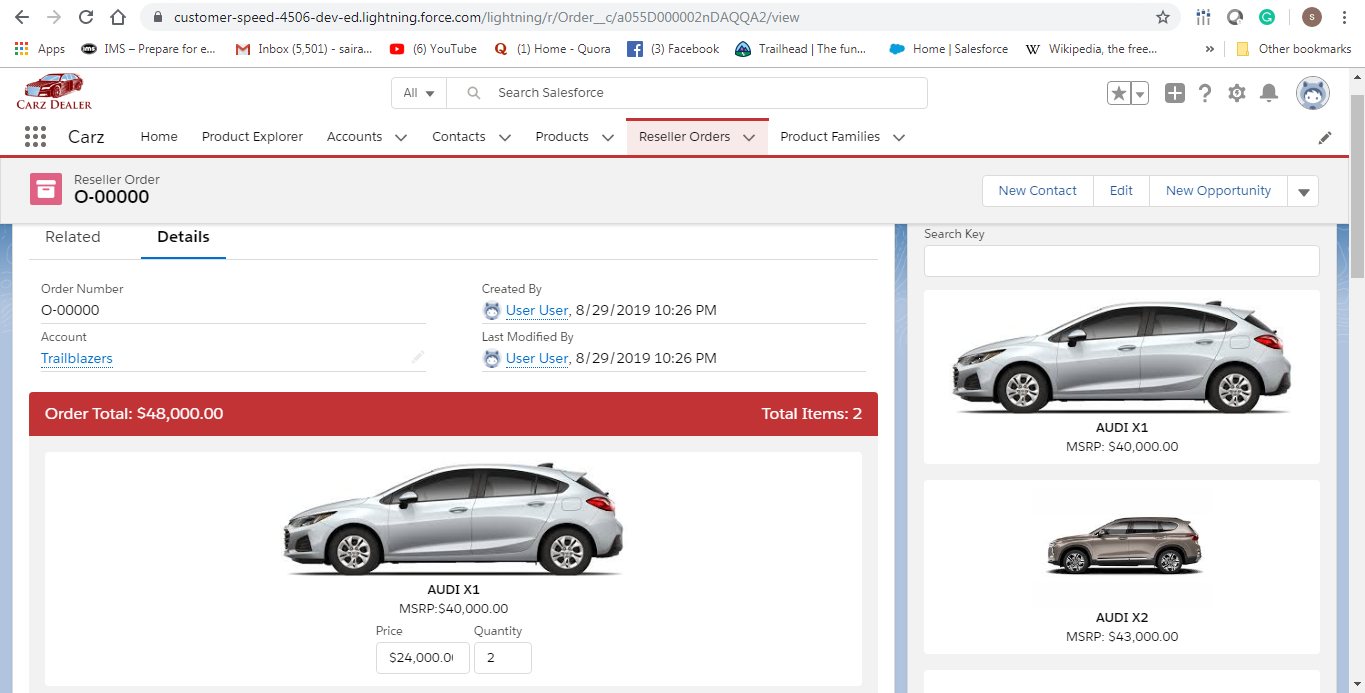 customer-speed-4506-dev-ed.lightning.force.com/lightning/r/Order__c/a055D000002nDAQQA2/view
S
Apps IMS – Prepare for e... Inbox (5,501) - saira... (6) YouTube (1) Home - Quora (3) Facebook Trailhead | The fun... Home | Salesforce Wikipedia, the free... » Other bookmarks
CARZ DEALER
All Search Salesforce
Carz Home Product Explorer Accounts Contacts Products Reseller Orders Product Families
Reseller Order
O-00000
New Contact Edit New Opportunity
Related Details
Order Number
O-00000
Created By
User User, 8/29/2019 10:26 PM
Account
Trailblazers
Last Modified By
User User, 8/29/2019 10:26 PM
Order Total: $48,000.00 Total Items: 2
AUDI X1
MSRP:$40,000.00
Price Quantity
$24,000.0 2
Search Key
AUDI X1
MSRP: $40,000.00
AUDI X2
MSRP: $43,000.00